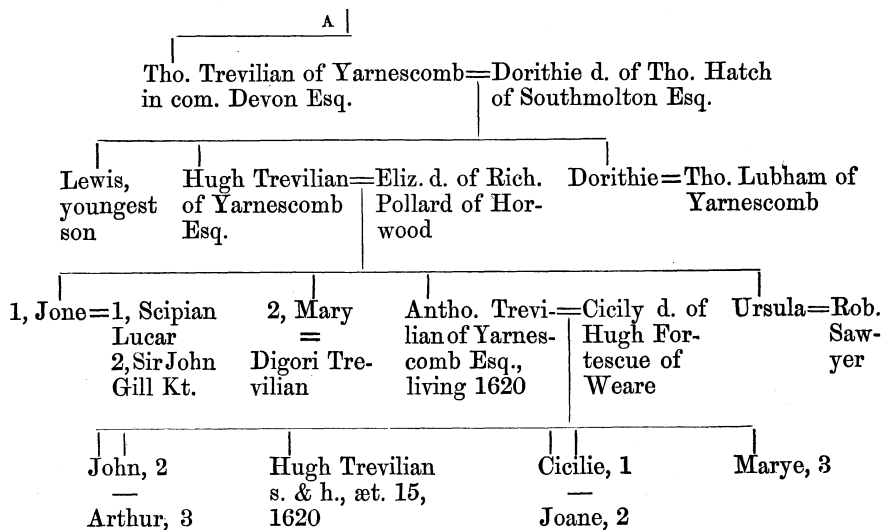 A
Tho. Trevilian of Yarnescomb=Dorithie d. of Tho. Hatch
in com. Devon Esq.
of Southmolton Esq.
Lewis,
youngest
son
Hugh Trevilian=Eliz. d. of Rich.
of Yarnescomb
Esq.
Pollard of Hor-
wood
Dorithie=Tho. Lubham of
Yarnescomb
1, Jone=1, Scipian
Lucar
2, Sir John
Gill Kt.
2, Mary
=
Digori Tre-
vilian
Antho. Trevi-=Cicily d. of
lian of Yarnes-
comb Esq.,
living 1620
Hugh For-
tescue of
Weare
Ursula=Rob.
Saw-
yer
John, 2
—
Arthur, 3
Hugh Trevilian
s. & h., æt. 15,
1620
Cicilie, 1
—
Joane, 2
Marye, 3